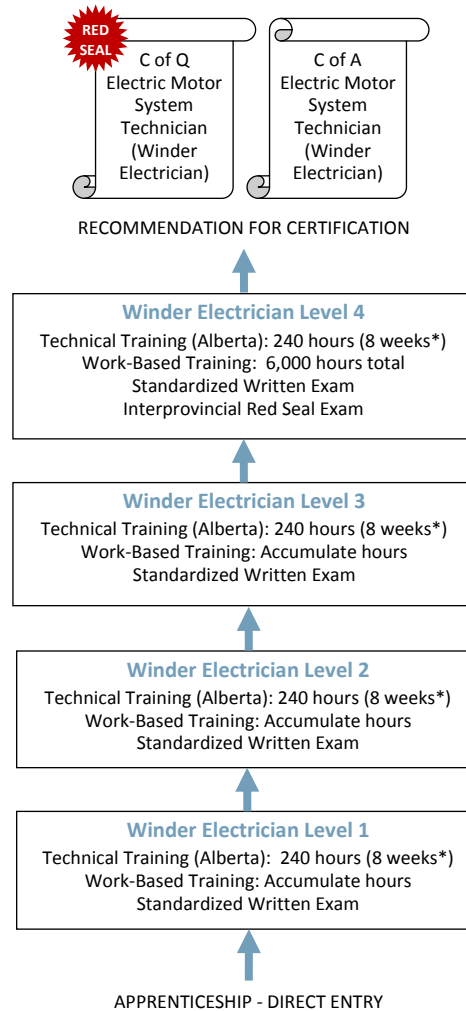 RED
SEAL
C of Q
Electric Motor
System
Technician
(Winder
Electrician)
C of A
Electric Motor
System
Technician
(Winder
Electrician)
RECOMMENDATION FOR CERTIFICATION
Winder Electrician Level 4
Technical Training (Alberta): 240 hours (8 weeks*)
Work-Based Training: 6,000 hours total
Standardized Written Exam
Interprovincial Red Seal Exam
Winder Electrician Level 3
Technical Training (Alberta): 240 hours (8 weeks*)
Work-Based Training: Accumulate hours
Standardized Written Exam
Winder Electrician Level 2
Technical Training (Alberta): 240 hours (8 weeks*)
Work-Based Training: Accumulate hours
Standardized Written Exam
Winder Electrician Level 1
Technical Training (Alberta): 240 hours (8 weeks*)
Work-Based Training: Accumulate hours
Standardized Written Exam
APPRENTICESHIP - DIRECT ENTRY